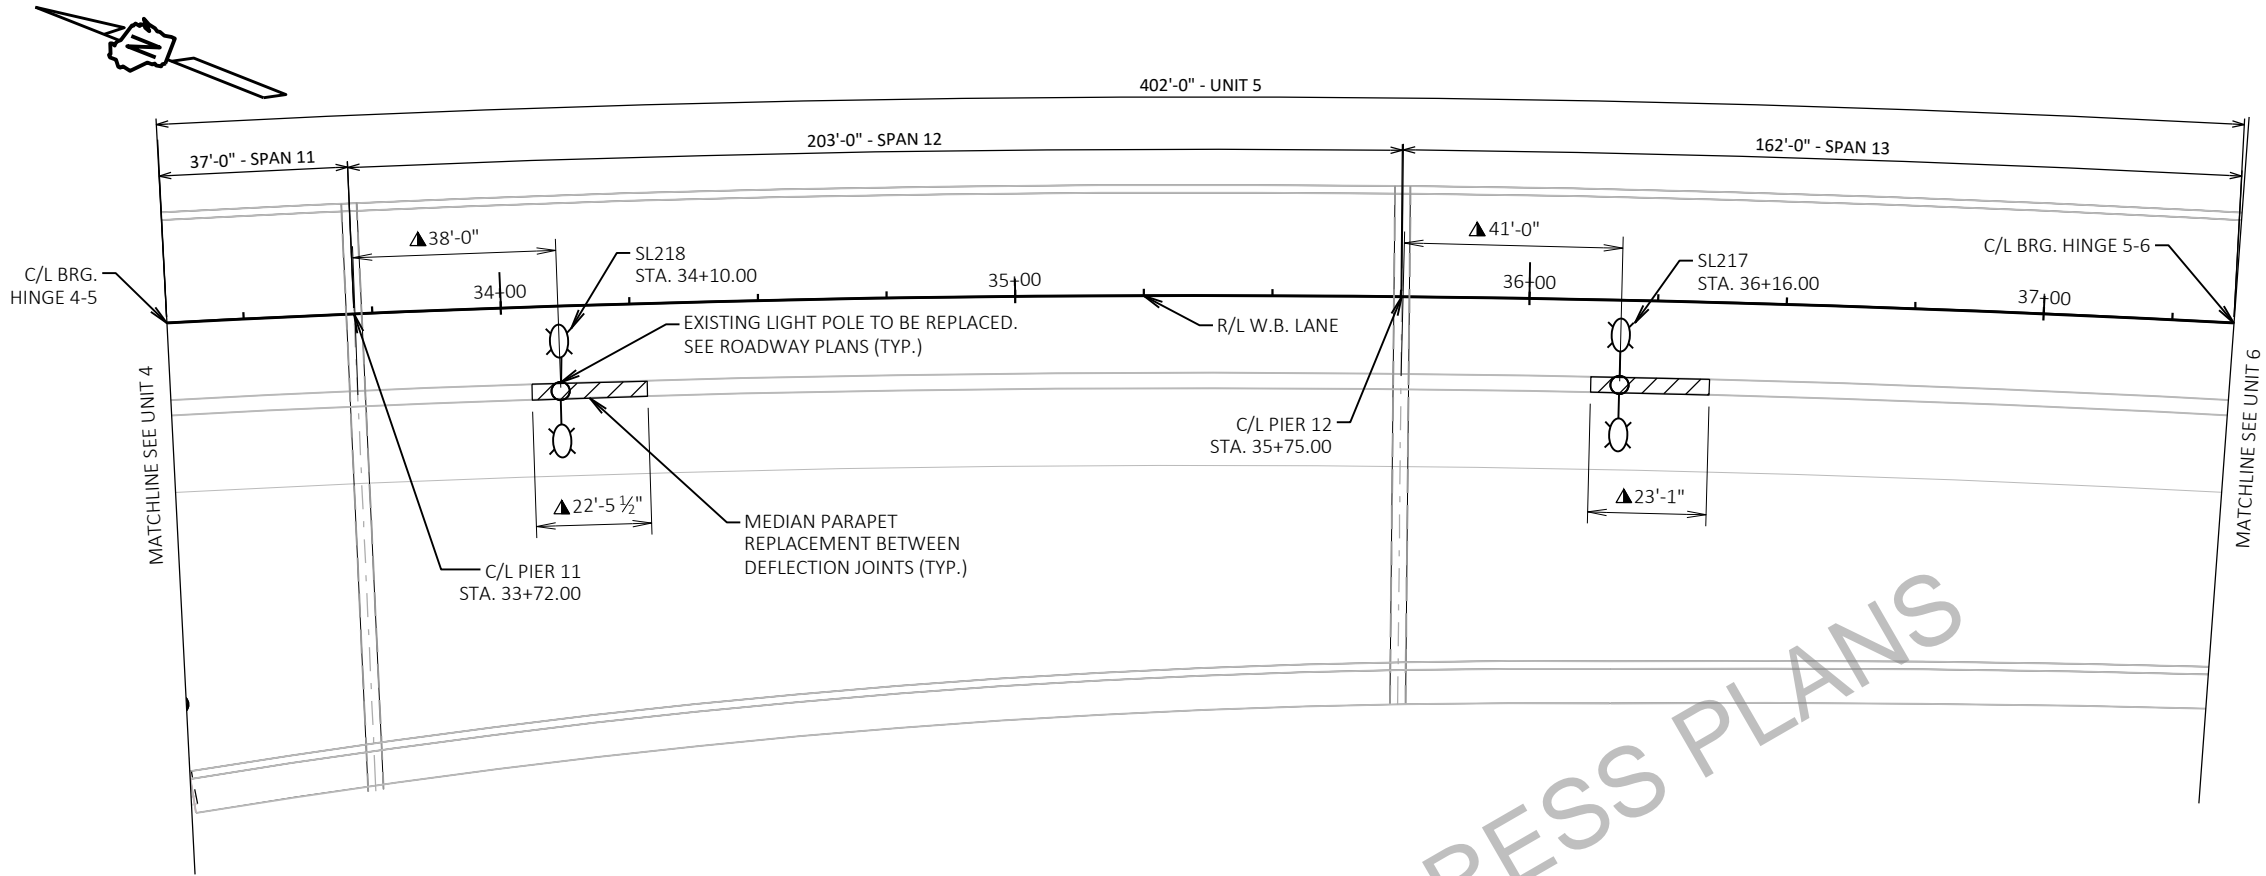 N
402'-0" - UNIT 5
37'-0" - SPAN 11
203'-0" - SPAN 12
162'-0" - SPAN 13
38'-0"
41'-0"
C/L BRG.
HINGE 4-5
SL218
STA. 34+10.00
SL217
STA. 36+16.00
C/L BRG. HINGE 5-6
34+00
35+00
36+00
37+00
EXISTING LIGHT POLE TO BE REPLACED.
SEE ROADWAY PLANS (TYP.)
R/L W.B. LANE
MATCHLINE SEE UNIT 4
MATCHLINE SEE UNIT 6
C/L PIER 12
STA. 35+75.00
22'-5 ½"
23'-1"
MEDIAN PARAPET
REPLACEMENT BETWEEN
DEFLECTION JOINTS (TYP.)
C/L PIER 11
STA. 33+72.00
RESS PLANS